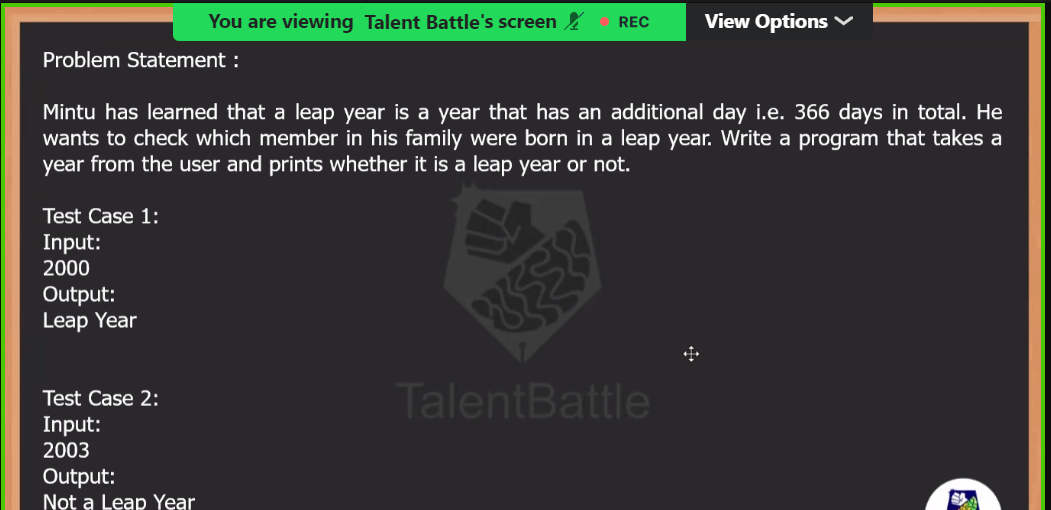 You are viewing Talent Battle's screen REC View Options
Problem Statement :
Mintu has learned that a leap year is a year that has an additional day i.e. 366 days in total. He
wants to check which member in his family were born in a leap year. Write a program that takes a
year from the user and prints whether it is a leap year or not.
Test Case 1:
Input:
2000
Output:
Leap Year
TalentBattle
Test Case 2:
Input:
2003
Output:
Not a Leap Year